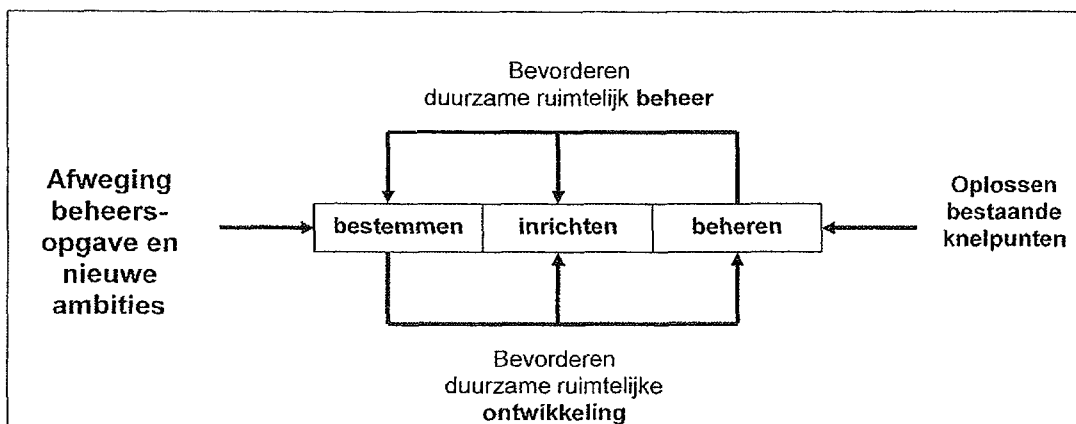 Bevorderen
duurzame ruimtelijk beheer
Afweging
beheers-
opgave en
nieuwe
ambities
bestemmen
inrichten
beheren
Oplossen
bestaande
knelpunten
Bevorderen
duurzame ruimtelijke
ontwikkeling